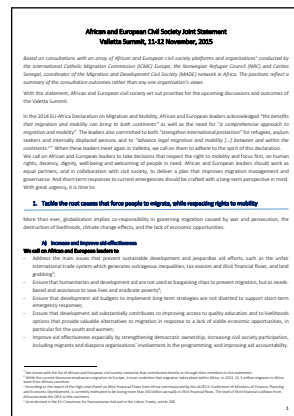 African and European Civil Society Joint Statement
Valletta Summit, 11-12 November, 2015
Based on consultations with an array of African and European civil society platforms and organisations¹ conducted by
the International Catholic Migration Commission (ICMC) Europe, the Norwegian Refugee Council (NRC) and Caritas
Senegal, coordinator of the Migration and Development Civil Society (MADE) network in Africa. The positions reflect a
summary of the consultation outcomes rather than any one organisation's views.
With this statement, African and European civil society set out priorities for the upcoming discussions and outcomes of
the Valletta Summit.
In the 2014 EU-Africa Declaration on Migration and Mobility, African and European leaders acknowledged "the benefits
that migration and mobility can bring to both continents" as well as the need for "a comprehensive approach to
migration and mobility". The leaders also committed to both "strengthen international protection" for refugees, asylum
seekers and internally displaced persons and to "advance legal migration and mobility [...] between and within the
continents."² When these leaders meet again in Valletta, we call on them to adhere to the spirit of this declaration.
We call on African and European leaders to take decisions that respect the right to mobility and focus first, on human
rights, decency, dignity, well-being and welcoming of people in need. African and European leaders should work as
equal partners, and in collaboration with civil society, to deliver a plan that improves migration management and
governance. And short-term responses to current emergencies should be crafted with a long-term perspective in mind.
With great urgency, it is time to:
1. Tackle the root causes that force people to migrate, while respecting rights to mobility
More than ever, globalization implies co-responsibility in governing migration caused by war and persecution, the
destruction of livelihoods, climate change effects, and the lack of economic opportunities.
A) Increase and improve aid effectiveness
We call on African and European leaders to
- Address the main issues that prevent sustainable development and jeopardise aid efforts, such as the unfair
international trade system which generates outrageous inequalities, tax evasion and illicit financial flows, and land
grabbing³;
- Ensure that humanitarian and development aid are not used as bargaining chips to prevent migration, but as needs-
based and assistance to save lives and eradicate poverty⁴;
- Ensure that development aid budgets to implement long-term strategies are not diverted to support short-term
emergency responses;
- Ensure that development aid substantially contributes to improving access to quality education and to livelihood
options that provide valuable alternatives to migration in response to a lack of viable economic opportunities, in
particular for the youth and women;
- Improve aid effectiveness especially by strengthening democratic ownership, increasing civil society participation,
including migrants and diaspora organisations' involvement in the programming, and improving aid accountability.
1